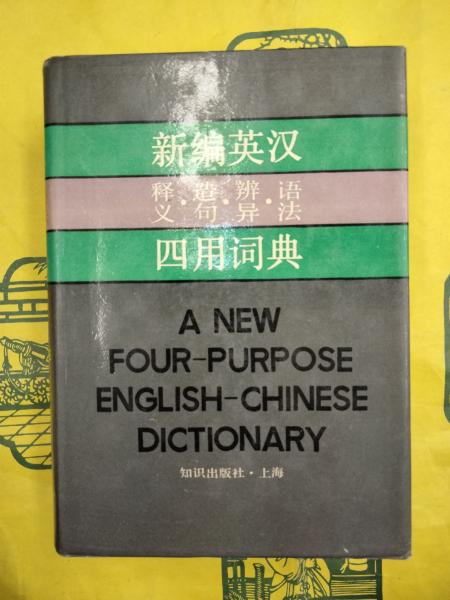 新编英汉
释义·造句·辨异·语法
四用词典
A NEW
FOUR-PURPOSE
ENGLISH-CHINESE
DICTIONARY
知识出版社·上海